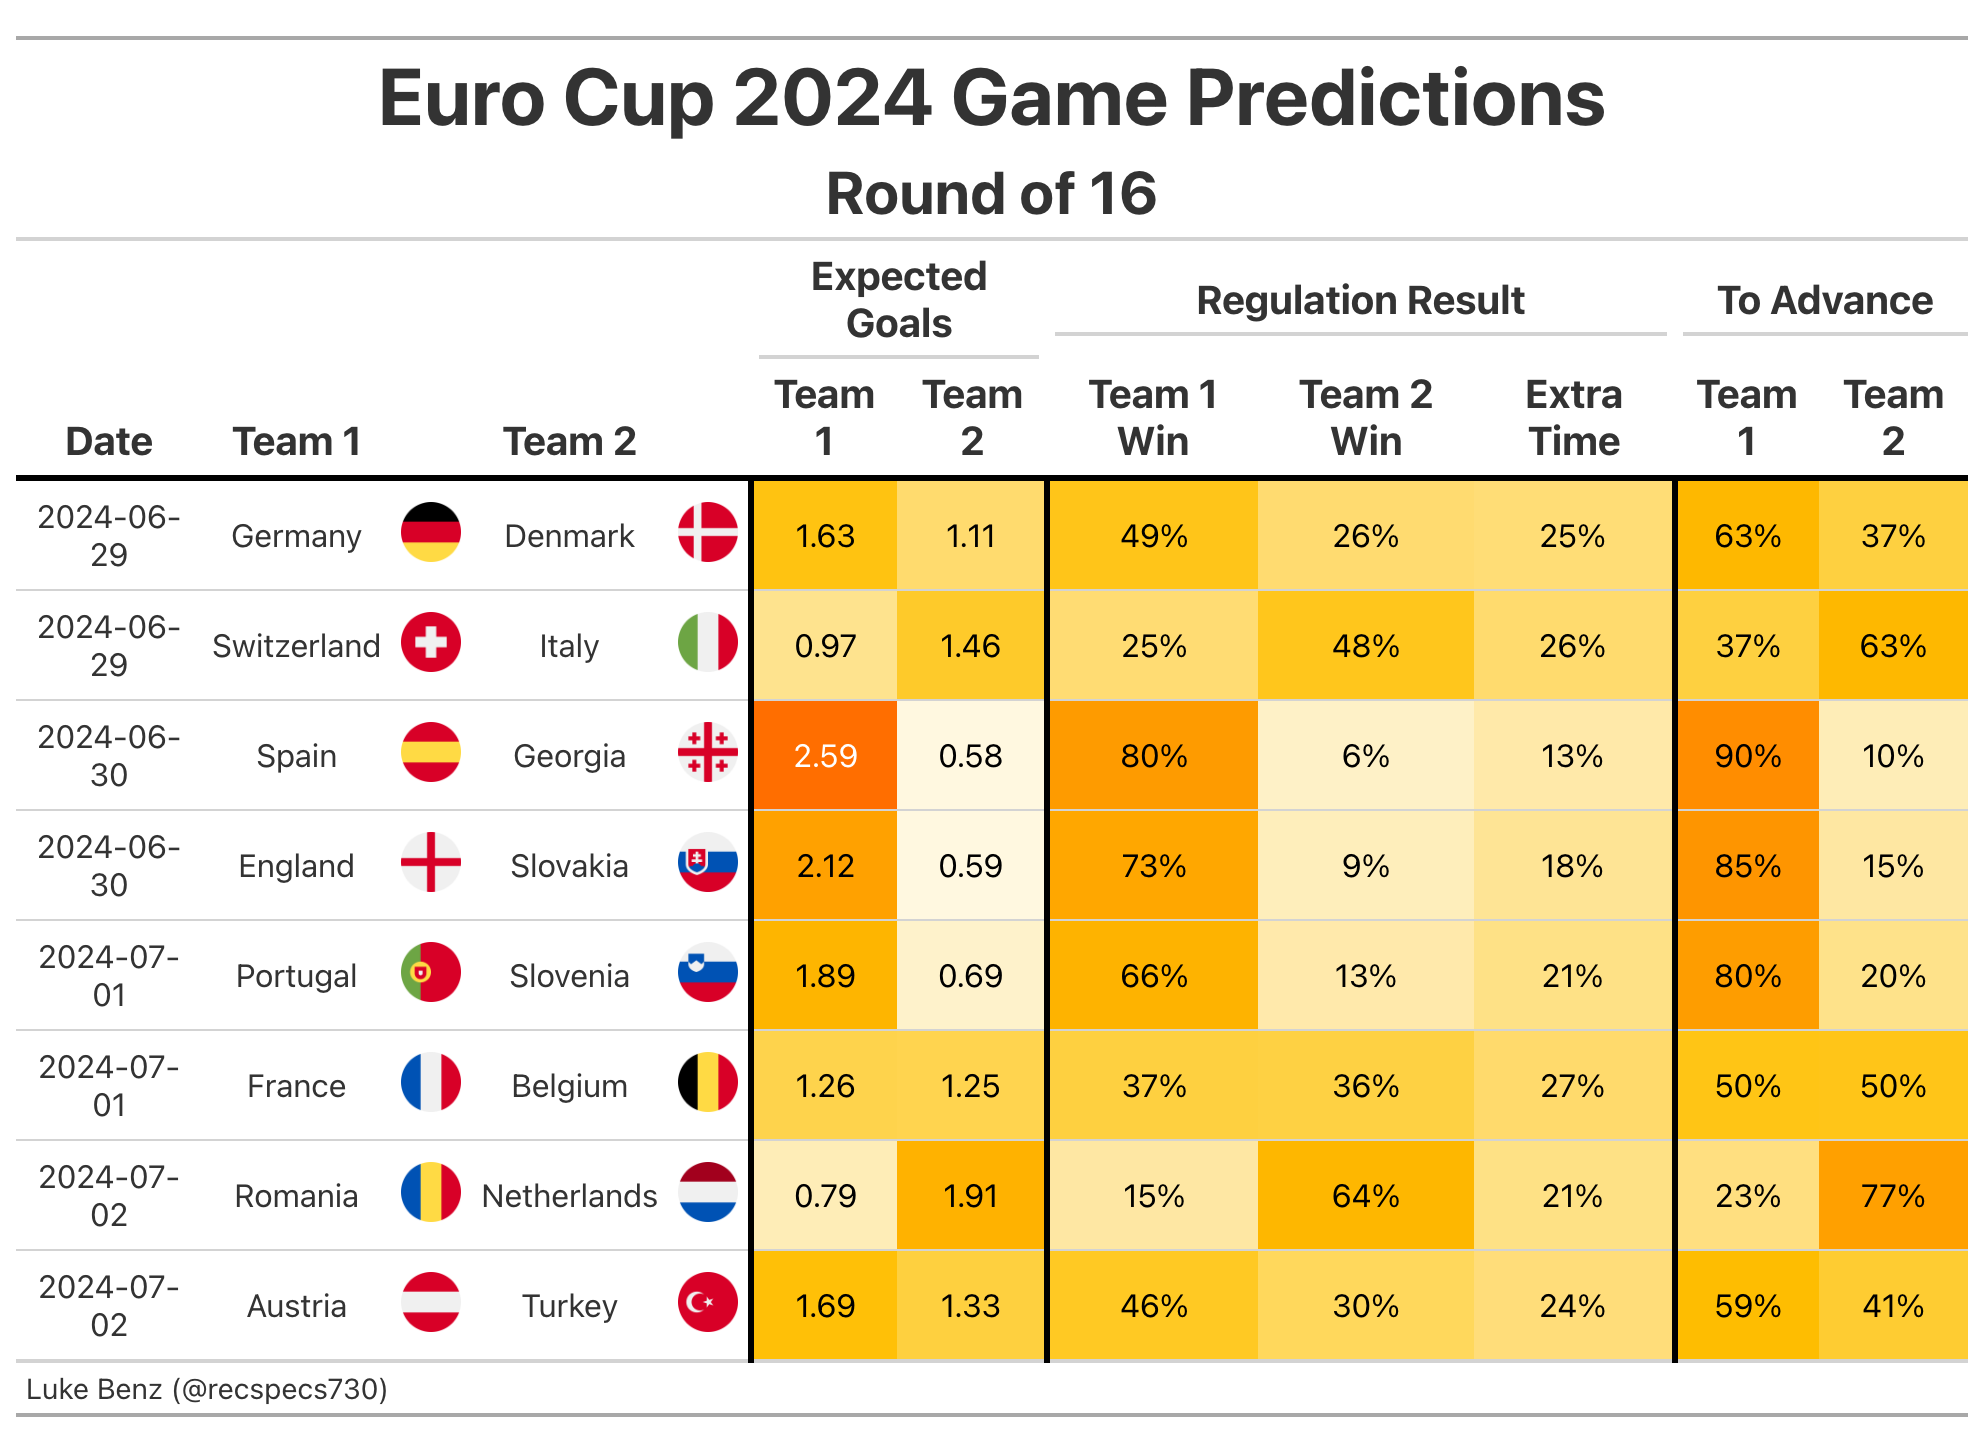 Euro Cup 2024 Game Predictions
Round of 16
Expected
Goals
Regulation Result
To Advance
Date Team 1 Team 2 Team 1 Team 2 Team 1 Win Team 2 Win Extra Time Team 1 Team 2
2024-06-29 Germany Denmark 1.63 1.11 49% 26% 25% 63% 37%
2024-06-29 Switzerland Italy 0.97 1.46 25% 48% 26% 37% 63%
2024-06-30 Spain Georgia 2.59 0.58 80% 6% 13% 90% 10%
2024-06-30 England Slovakia 2.12 0.59 73% 9% 18% 85% 15%
2024-07-01 Portugal Slovenia 1.89 0.69 66% 13% 21% 80% 20%
2024-07-01 France Belgium 1.26 1.25 37% 36% 27% 50% 50%
2024-07-02 Romania Netherlands 0.79 1.91 15% 64% 21% 23% 77%
2024-07-02 Austria Turkey 1.69 1.33 46% 30% 24% 59% 41%
Luke Benz (@recspecs730)